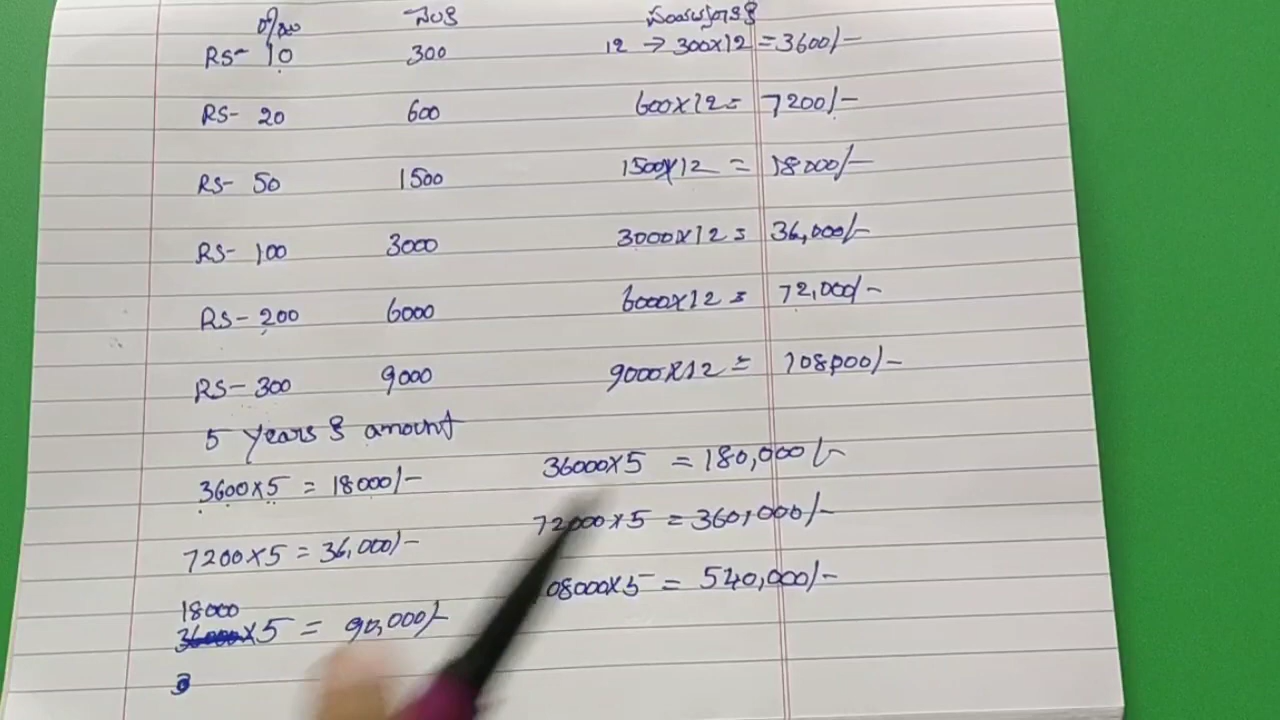 RS- 10 300 12 → 300x12 = 3600/-
RS- 20 600 600x12= 7200/-
RS- 50 1500 1500x12 = 18000/-
RS- 100 3000 3000x12= 36,000/-
RS- 200 6000 6000x12= 72,000/-
RS- 300 9000 9000x12= 108000/-
5 years amount
3600x5 = 18000/- 36000x5 = 180,000/-
7200x5 = 36,000/- 72000x5 = 360,000/-
18000
x5 = 90,000/- 08000x5 = 540,000/-